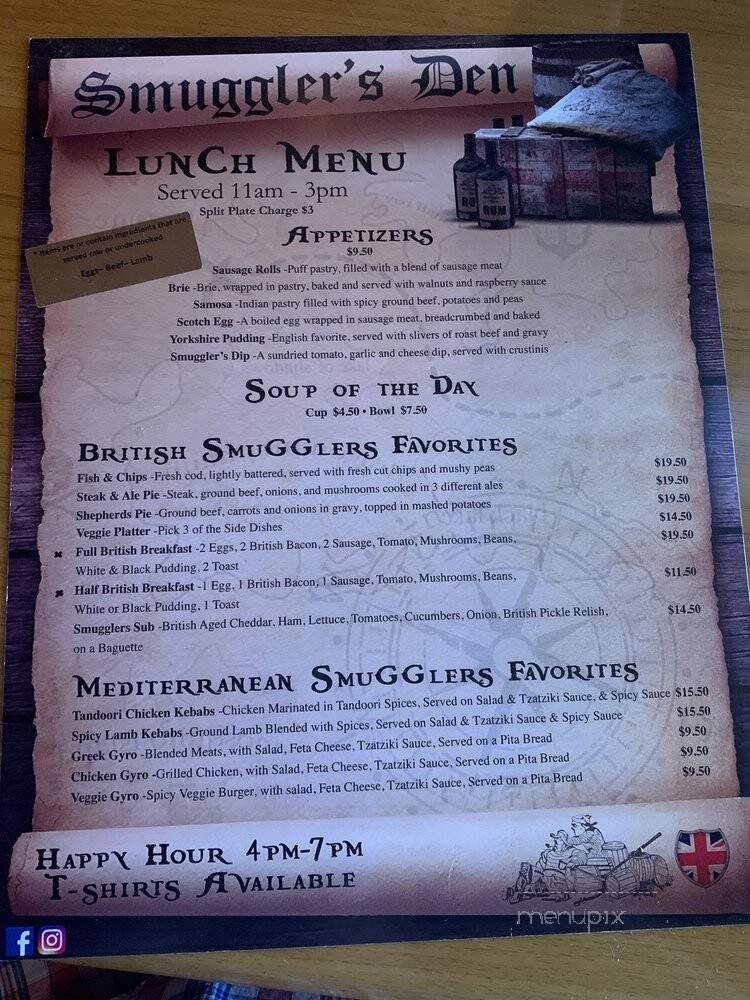 Smuggler's Den
LUNCH MENU
Served 11am - 3pm
Split Plate Charge $3
RUM
* Items are or contain ingredients that are
served raw or undercooked
Eggs– Beef– Lamb
APPETIZERS
$9.50
Sausage Rolls -Puff pastry, filled with a blend of sausage meat
Brie -Brie, wrapped in pastry, baked and served with walnuts and raspberry sauce
Samosa -Indian pastry filled with spicy ground beef, potatoes and peas
Scotch Egg -A boiled egg wrapped in sausage meat, breadcrumbed and baked
Yorkshire Pudding -English favorite, served with slivers of roast beef and gravy
Smuggler's Dip -A sundried tomato, garlic and cheese dip, served with crustinis
SOUP OF THE DAY
Cup $4.50 • Bowl $7.50
BRITISH SMUGGLERS FAVORITES
Fish & Chips -Fresh cod, lightly battered, served with fresh cut chips and mushy peas $19.50
Steak & Ale Pie -Steak, ground beef, onions, and mushrooms cooked in 3 different ales $19.50
Shepherds Pie -Ground beef, carrots and onions in gravy, topped in mashed potatoes $19.50
Veggie Platter -Pick 3 of the Side Dishes $14.50
* Full British Breakfast -2 Eggs, 2 British Bacon, 2 Sausage, Tomato, Mushrooms, Beans, $19.50
White & Black Pudding, 2 Toast
* Half British Breakfast -1 Egg, 1 British Bacon, 1 Sausage, Tomato, Mushrooms, Beans, $11.50
White or Black Pudding, 1 Toast
Smugglers Sub -British Aged Cheddar, Ham, Lettuce, Tomatoes, Cucumbers, Onion, British Pickle Relish, $14.50
on a Baguette
MEDITERRANEAN SMUGGLERS FAVORITES
Tandoori Chicken Kebabs -Chicken Marinated in Tandoori Spices, Served on Salad & Tzatziki Sauce, & Spicy Sauce $15.50
Spicy Lamb Kebabs -Ground Lamb Blended with Spices, Served on Salad & Tzatziki Sauce & Spicy Sauce $15.50
Greek Gyro -Blended Meats, with Salad, Feta Cheese, Tzatziki Sauce, Served on a Pita Bread $9.50
Chicken Gyro -Grilled Chicken, with Salad, Feta Cheese, Tzatziki Sauce, Served on a Pita Bread $9.50
Veggie Gyro -Spicy Veggie Burger, with salad, Feta Cheese, Tzatziki Sauce, Served on a Pita Bread $9.50
HAPPY HOUR 4PM-7PM
T-SHIRTS AVAILABLE
menupix